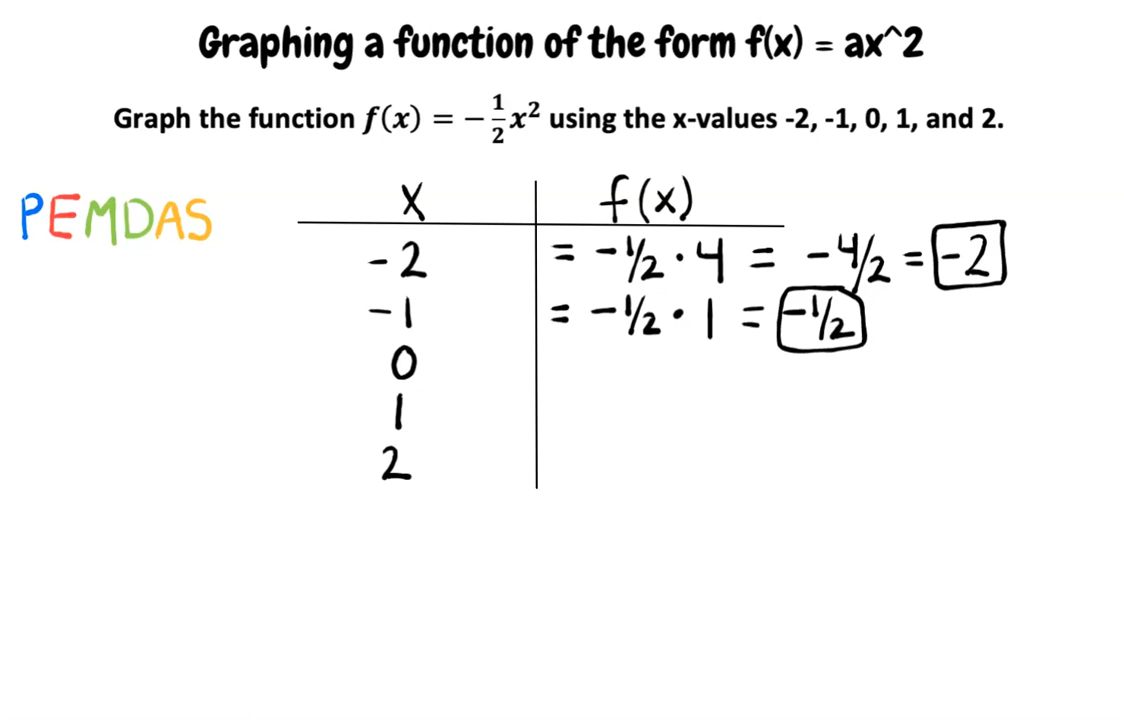 Graphing a function of the form f(x) = ax^2
Graph the function f(x) = −½x² using the x-values -2, -1, 0, 1, and 2.
PEMDAS
x f(x)
-2 = -1/2 · 4 = -4/2 = -2
-1 = -1/2 · 1 = -1/2
0
1
2